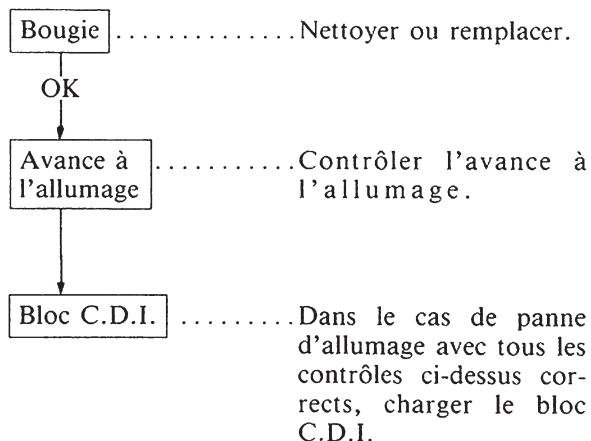 Bougie ..............Nettoyer ou remplacer.
OK
Avance à ...........Contrôler l'avance à
l'allumage l'allumage.
Bloc C.D.I. .........Dans le cas de panne
d'allumage avec tous les
contrôles ci-dessus cor-
rects, charger le bloc
C.D.I.